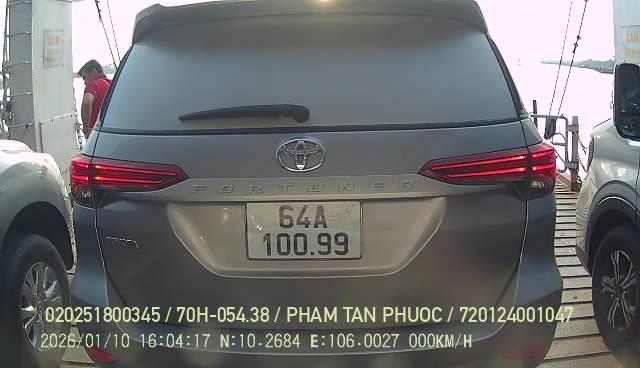 FORTUNER
64A
100.99
020251800345 / 70H-054.38 / PHAM TAN PHUOC / 720124001047
2026/01/10 16:04:17 N:10.2684 E:106.0027 000KM/H